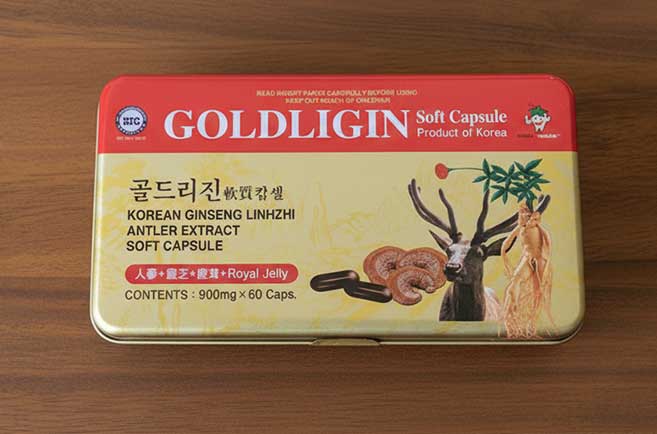 GOLDLIGIN Soft Capsule
Product of Korea
골드리진 軟質캅셀
KOREAN GINSENG LINHZHI
ANTLER EXTRACT
SOFT CAPSULE
人蔘+靈芝+鹿茸+Royal Jelly
CONTENTS : 900mg × 60 Caps.